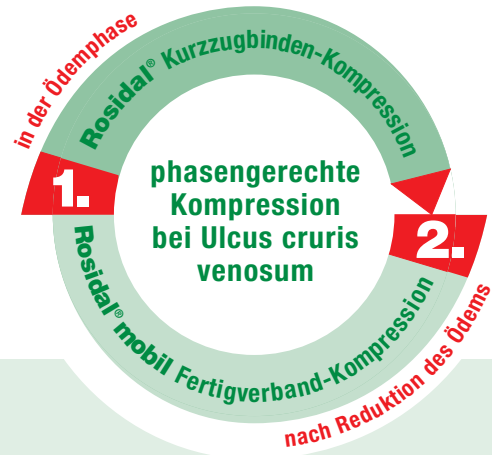 in der Ödemphase
Rosidal® Kurzzugbinden-Kompression
1.
phasengerechte
Kompression
bei Ulcus cruris
venosum
2.
Rosidal® mobil Fertigverband-Kompression
nach Reduktion des Ödems